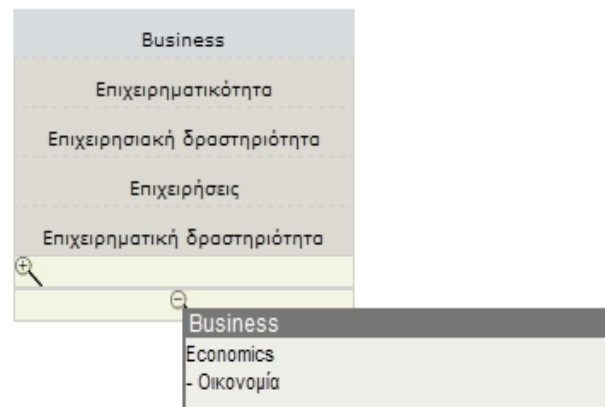 Business
Επιχειρηματικότητα
Επιχειρησιακή δραστηριότητα
Επιχειρήσεις
Επιχειρηματική δραστηριότητα
Business
Economics
- Οικονομία